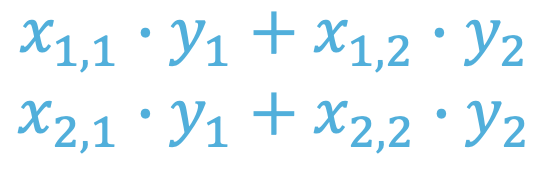 x₁,₁ · y₁ + x₁,₂ · y₂
x₂,₁ · y₁ + x₂,₂ · y₂